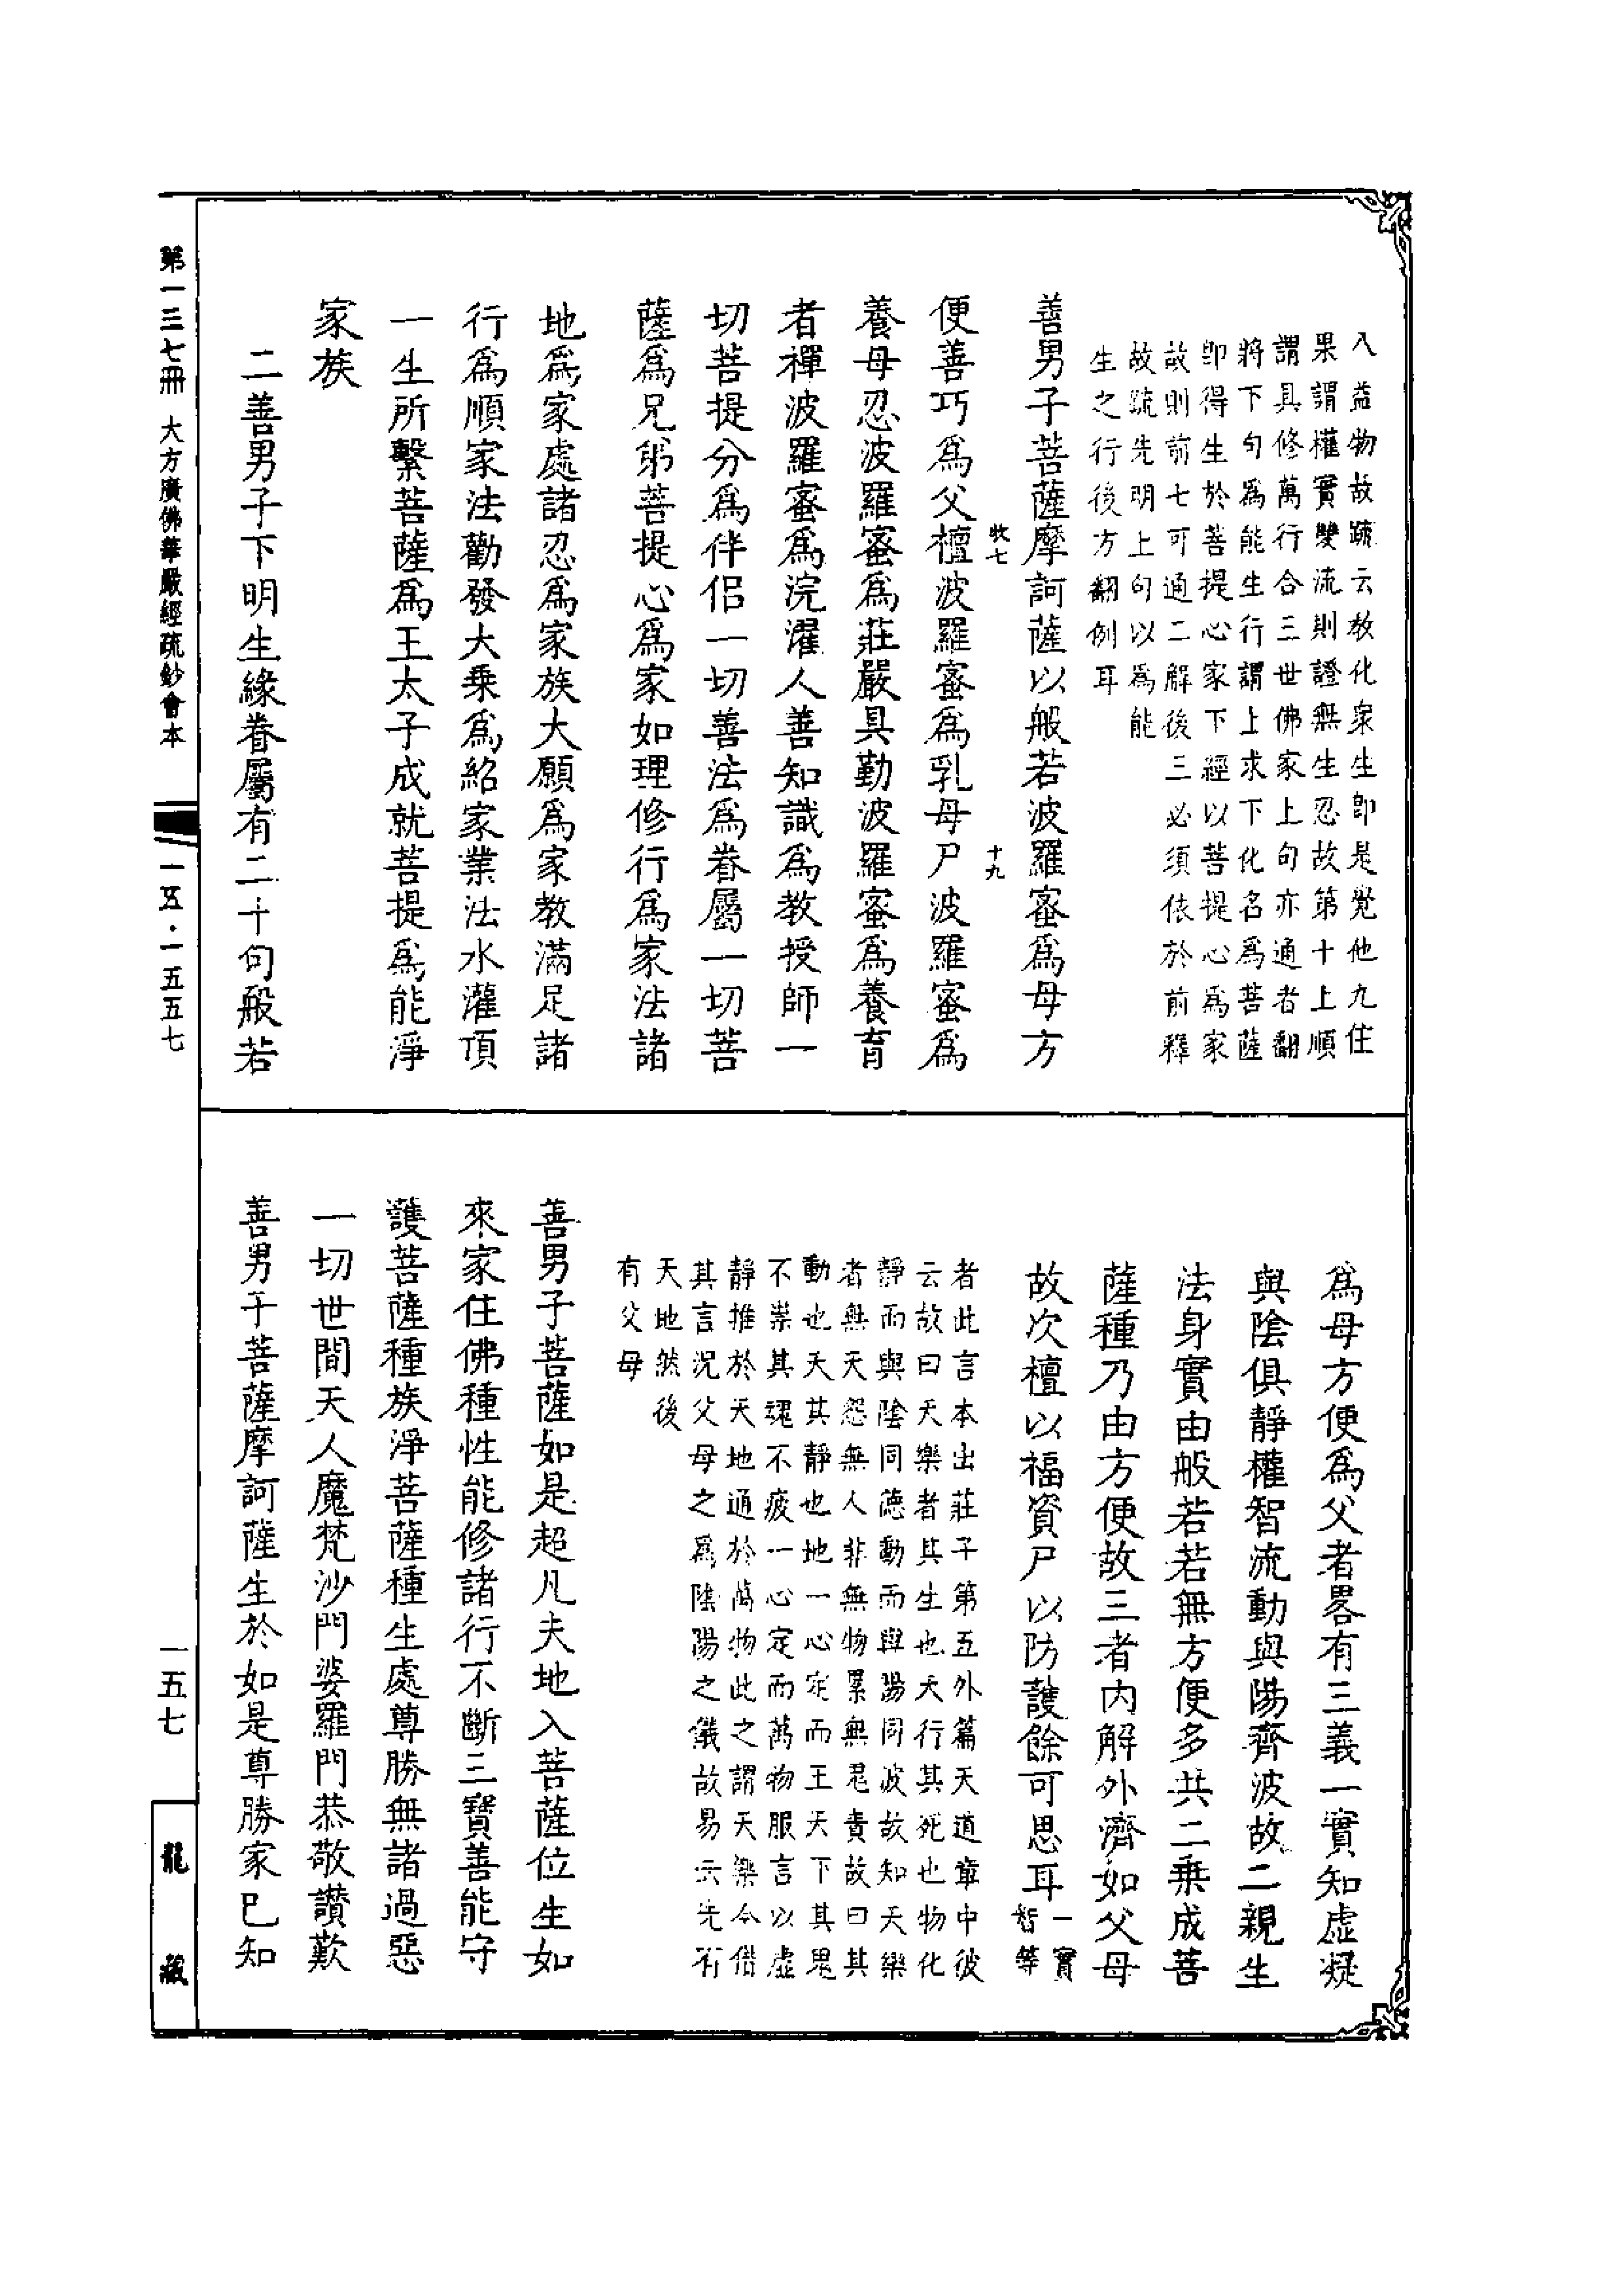 八益物故疏云教化衆生卽是覺他九住
果謂權實雙流則證無生忍故第十上順
謂具修萬行合三世佛家上句亦通者翻
將下句爲能生行謂上求下化名爲菩薩
卽得生於菩提心家下經以菩提心爲家
故則前七可通二解後三必須依於前釋
故疏先明上句以爲能
生之行後方翻例耳
善男子菩薩摩訶薩以般若波羅蜜爲母方
牧七 十九
便善巧爲父檀波羅蜜爲乳母尸波羅蜜爲
養母忍波羅蜜爲莊嚴具勤波羅蜜爲養育
者禪波羅蜜爲浣濯人善知識爲教授師一
切菩提分爲伴侶一切善法爲眷屬一切菩
薩爲兄弟菩提心爲家如理修行爲家法諸
地爲家處諸忍爲家族大願爲家教滿足諸
行爲順家法勸發大乘爲紹家業法水灌頂
一生所繫菩薩爲王太子成就菩提爲能淨
家族
二善男子下明生緣眷屬有二十句般若
爲母方便爲父者畧有三義一實知虛凝
與陰俱靜權智流動與陽齊波故二親生
法身實由般若若無方便多共二乘成菩
薩種乃由方便故三者內解外濟如父母
故次檀以福資尸以防護餘可思耳一實
智等
者此言本出莊子第五外篇天道章中彼
云故曰天樂者其生也天行其死也物化
靜而與陰同德動而與陽同波故知天樂
者無天怨無人非無物累無鬼責故曰其
動也天其靜也地一心定而王天下其鬼
不祟其魂不疲一心定而萬物服言以虛
靜推於天地通於萬物此之謂天樂今借
其言況父母之爲陰陽之儀故易云先有
天地然後
有父母
善男子菩薩如是超凡夫地入菩薩位生如
來家住佛種性能修諸行不斷三寶善能守
護菩薩種族淨菩薩種生處尊勝無諸過惡
一切世間天人魔梵沙門婆羅門恭敬讚歎
善男子菩薩摩訶薩生於如是尊勝家已知
第一三七冊 大方廣佛華嚴經疏鈔會本
一五·一五五七
一五七
龍藏